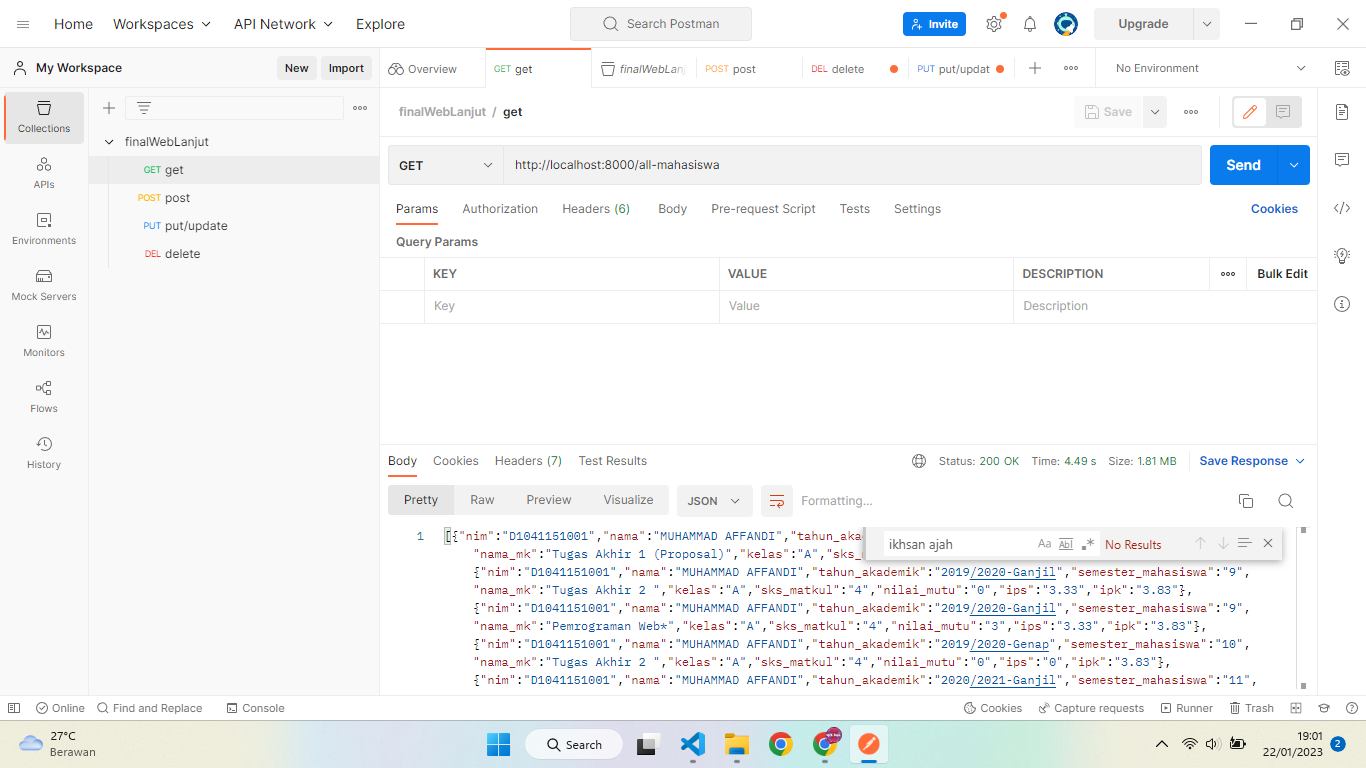 Home Workspaces API Network Explore Search Postman Invite Upgrade
My Workspace New Import Overview GET get finalWebLanj POST post DEL delete PUT put/updat No Environment
Collections
APIs
Environments
Mock Servers
Monitors
Flows
History
finalWebLanjut
GET get
POST post
PUT put/update
DEL delete
finalWebLanjut / get Save
GET http://localhost:8000/all-mahasiswa Send
Params Authorization Headers (6) Body Pre-request Script Tests Settings Cookies
Query Params
KEY VALUE DESCRIPTION Bulk Edit
Key Value Description
Body Cookies Headers (7) Test Results Status: 200 OK Time: 4.49 s Size: 1.81 MB Save Response
Pretty Raw Preview Visualize JSON Formatting...
ikhsan ajah Aa Abl .* No Results
1 [{"nim":"D1041151001","nama":"MUHAMMAD AFFANDI","tahun_aka
"nama_mk":"Tugas Akhir 1 (Proposal)","kelas":"A","sks_m
{"nim":"D1041151001","nama":"MUHAMMAD AFFANDI","tahun_akademik":"2019/2020-Ganjil","semester_mahasiswa":"9",
"nama_mk":"Tugas Akhir 2 ","kelas":"A","sks_matkul":"4","nilai_mutu":"0","ips":"3.33","ipk":"3.83"},
{"nim":"D1041151001","nama":"MUHAMMAD AFFANDI","tahun_akademik":"2019/2020-Ganjil","semester_mahasiswa":"9",
"nama_mk":"Pemrograman Web*","kelas":"A","sks_matkul":"4","nilai_mutu":"3","ips":"3.33","ipk":"3.83"},
{"nim":"D1041151001","nama":"MUHAMMAD AFFANDI","tahun_akademik":"2019/2020-Genap","semester_mahasiswa":"10",
"nama_mk":"Tugas Akhir 2 ","kelas":"A","sks_matkul":"4","nilai_mutu":"0","ips":"0","ipk":"3.83"},
{"nim":"D1041151001","nama":"MUHAMMAD AFFANDI","tahun_akademik":"2020/2021-Ganjil","semester_mahasiswa":"11",
Online Find and Replace Console Cookies Capture requests Runner Trash
27°C
Berawan
Search
19:01
22/01/2023 2